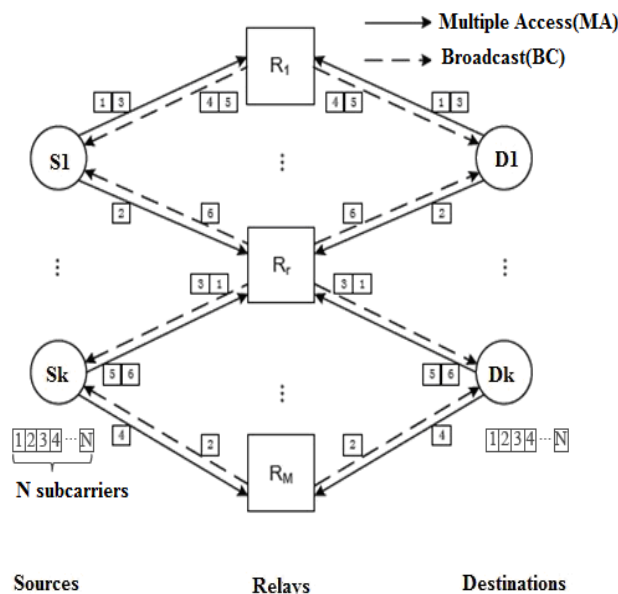 Multiple Access(MA)
Broadcast(BC)
R1
1 3
4 5
4 5
1 3
S1
D1
⋮
2
6
6
2
Rr
⋮
⋮
3 1
3 1
Sk
Dk
5 6
5 6
⋮
1 2 3 4 ··· N
4
2
2
4
1 2 3 4 ··· N
RM
N subcarriers
Sources Relays Destinations